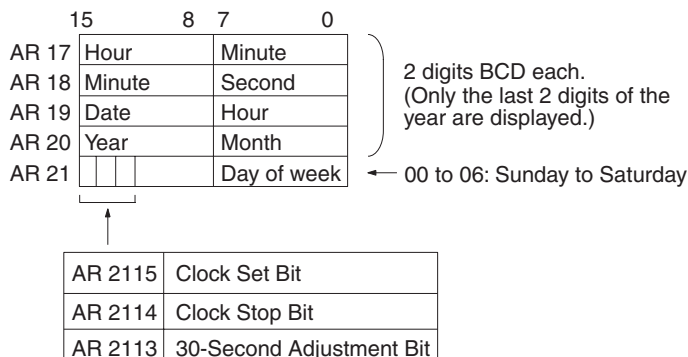 15 8 7 0
AR 17 Hour Minute
AR 18 Minute Second
AR 19 Date Hour
AR 20 Year Month
2 digits BCD each.
(Only the last 2 digits of the
year are displayed.)
AR 21 Day of week 00 to 06: Sunday to Saturday
AR 2115 Clock Set Bit
AR 2114 Clock Stop Bit
AR 2113 30-Second Adjustment Bit